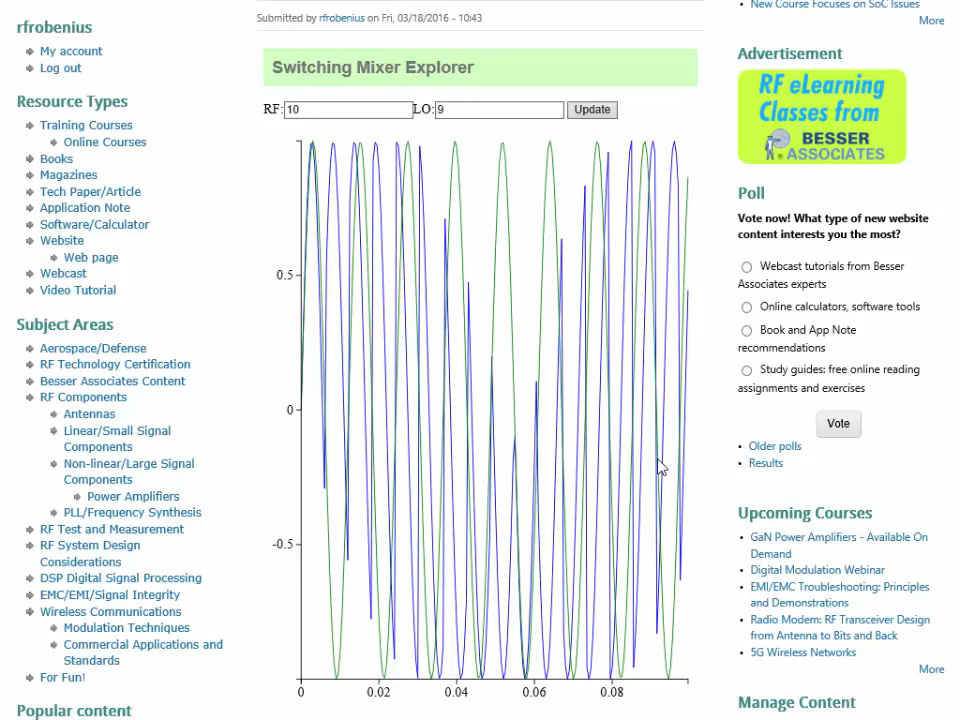 rfrobenius
My account
Log out
Resource Types
Training Courses
Online Courses
Books
Magazines
Tech Paper/Article
Application Note
Software/Calculator
Website
Web page
Webcast
Video Tutorial
Subject Areas
Aerospace/Defense
RF Technology Certification
Besser Associates Content
RF Components
Antennas
Linear/Small Signal
Components
Non-linear/Large Signal
Components
Power Amplifiers
PLL/Frequency Synthesis
RF Test and Measurement
RF System Design
Considerations
DSP Digital Signal Processing
EMC/EMI/Signal Integrity
Wireless Communications
Modulation Techniques
Commercial Applications and
Standards
For Fun!
Popular content
Submitted by rfrobenius on Fri, 03/18/2016 - 10:43
Switching Mixer Explorer
RF: 10 LO: 9 Update
0.5
0
-0.5
0 0.02 0.04 0.06 0.08
New Course Focuses on SoC Issues
More
Advertisement
RF eLearning
Classes from
BESSER
® ASSOCIATES
Poll
Vote now! What type of new website
content interests you the most?
Webcast tutorials from Besser
Associates experts
Online calculators, software tools
Book and App Note
recommendations
Study guides: free online reading
assignments and exercises
Vote
Older polls
Results
Upcoming Courses
GaN Power Amplifiers - Available On
Demand
Digital Modulation Webinar
EMI/EMC Troubleshooting: Principles
and Demonstrations
Radio Modem: RF Transceiver Design
from Antenna to Bits and Back
5G Wireless Networks
More
Manage Content